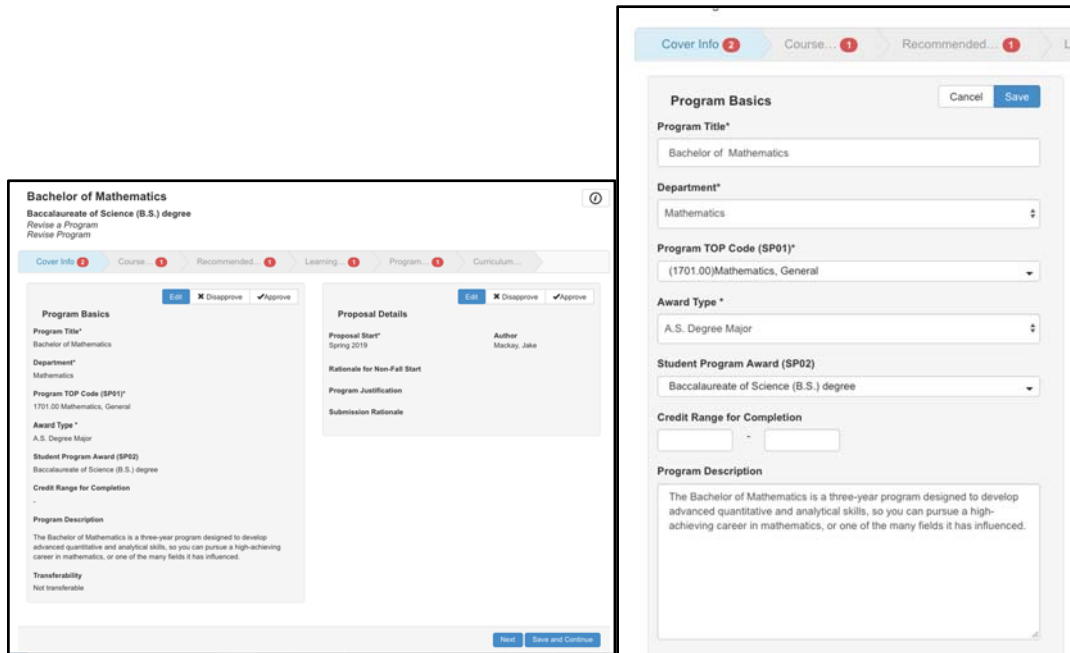 Bachelor of Mathematics
Baccalaureate of Science (B.S.) degree
Revise a Program
Revise Program
Cover Info 2 Course... 1 Recommended... 1 Learning... 1 Program... 1 Curriculum...
Edit ✖ Disapprove ✔Approve
Program Basics
Program Title*
Bachelor of Mathematics
Department*
Mathematics
Program TOP Code (SP01)*
1701.00 Mathematics, General
Award Type *
A.S. Degree Major
Student Program Award (SP02)
Baccalaureate of Science (B.S.) degree
Credit Range for Completion
-
Program Description
The Bachelor of Mathematics is a three-year program designed to develop
advanced quantitative and analytical skills, so you can pursue a high-achieving
career in mathematics, or one of the many fields it has influenced.
Transferability
Not transferable
Edit ✖ Disapprove ✔Approve
Proposal Details
Proposal Start* Author
Spring 2019 Mackay, Jake
Rationale for Non-Fall Start
Program Justification
Submission Rationale
Next Save and Continue
Cover Info 2 Course... 1 Recommended... 1 L
Program Basics Cancel Save
Program Title*
Bachelor of  Mathematics
Department*
Mathematics
Program TOP Code (SP01)*
(1701.00)Mathematics, General
Award Type *
A.S. Degree Major
Student Program Award (SP02)
Baccalaureate of Science (B.S.) degree
Credit Range for Completion
-
Program Description
The Bachelor of Mathematics is a three-year program designed to develop
advanced quantitative and analytical skills, so you can pursue a high-
achieving career in mathematics, or one of the many fields it has influenced.